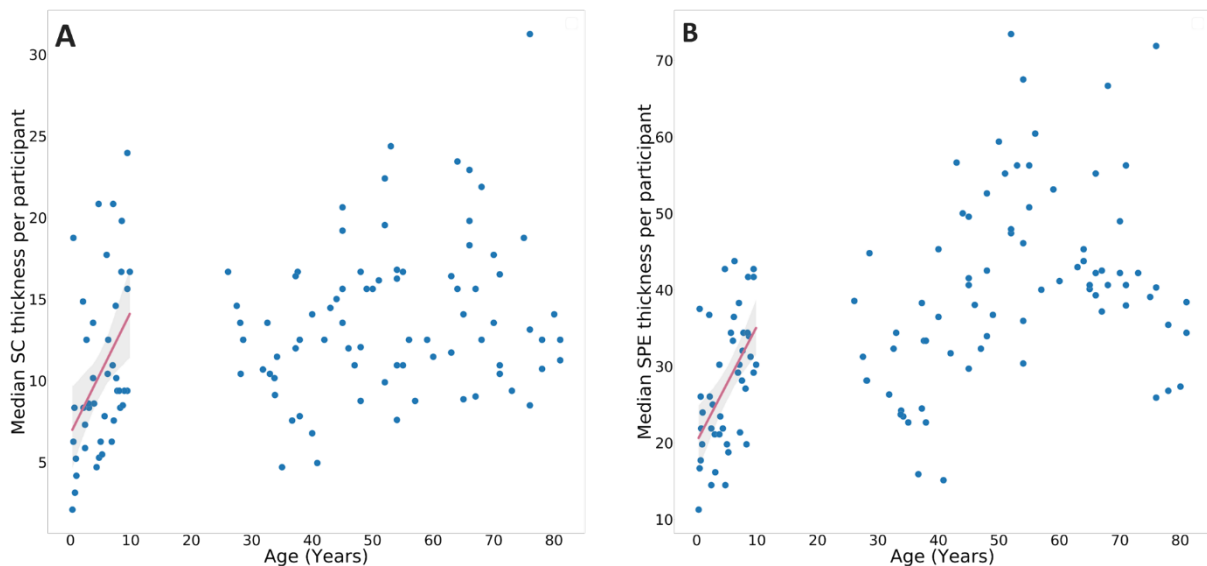 A
Median SC thickness per participant
30
25
20
15
10
5
0 10 20 30 40 50 60 70 80
Age (Years)
B
Median SPE thickness per participant
70
60
50
40
30
20
10
0 10 20 30 40 50 60 70 80
Age (Years)